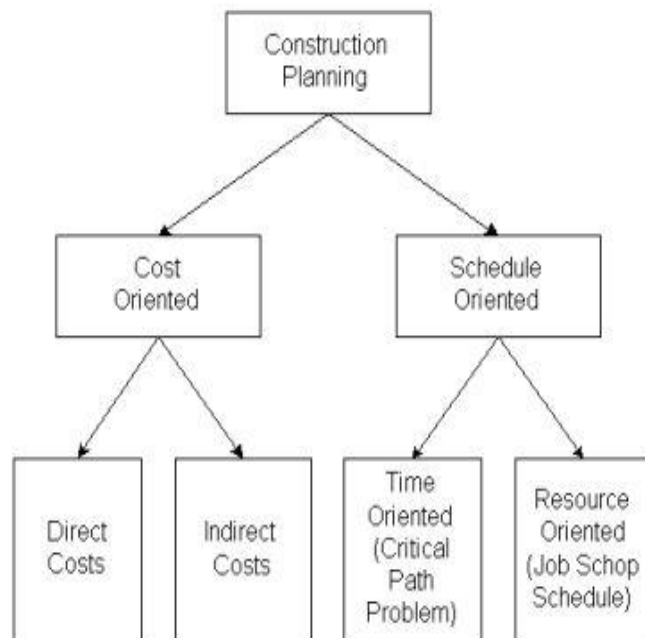 Construction
Planning
Cost
Oriented
Schedule
Oriented
Direct
Costs
Indirect
Costs
Time
Oriented
(Critical
Path
Problem)
Resource
Oriented
(Job Schop
Schedule)